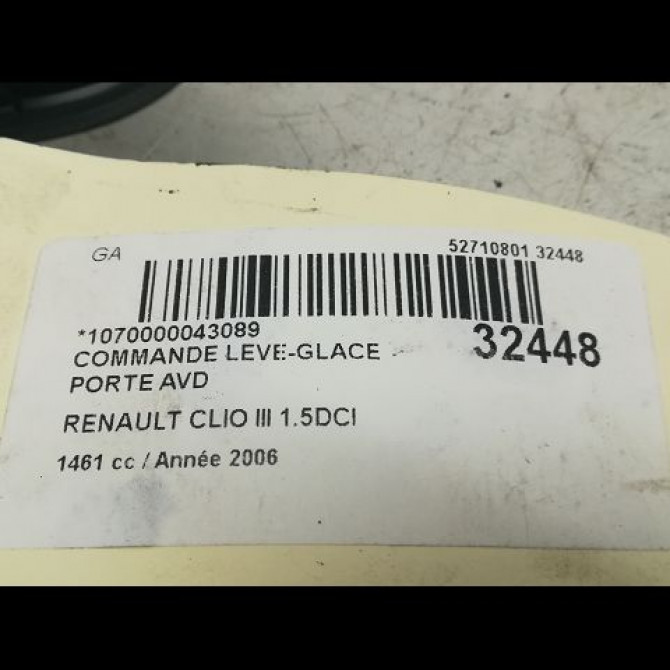 GA
52710801 32448
*1070000043089
32448
COMMANDE LEVE-GLACE -
PORTE AVD
RENAULT CLIO III 1.5DCI
1461 cc / Année 2006